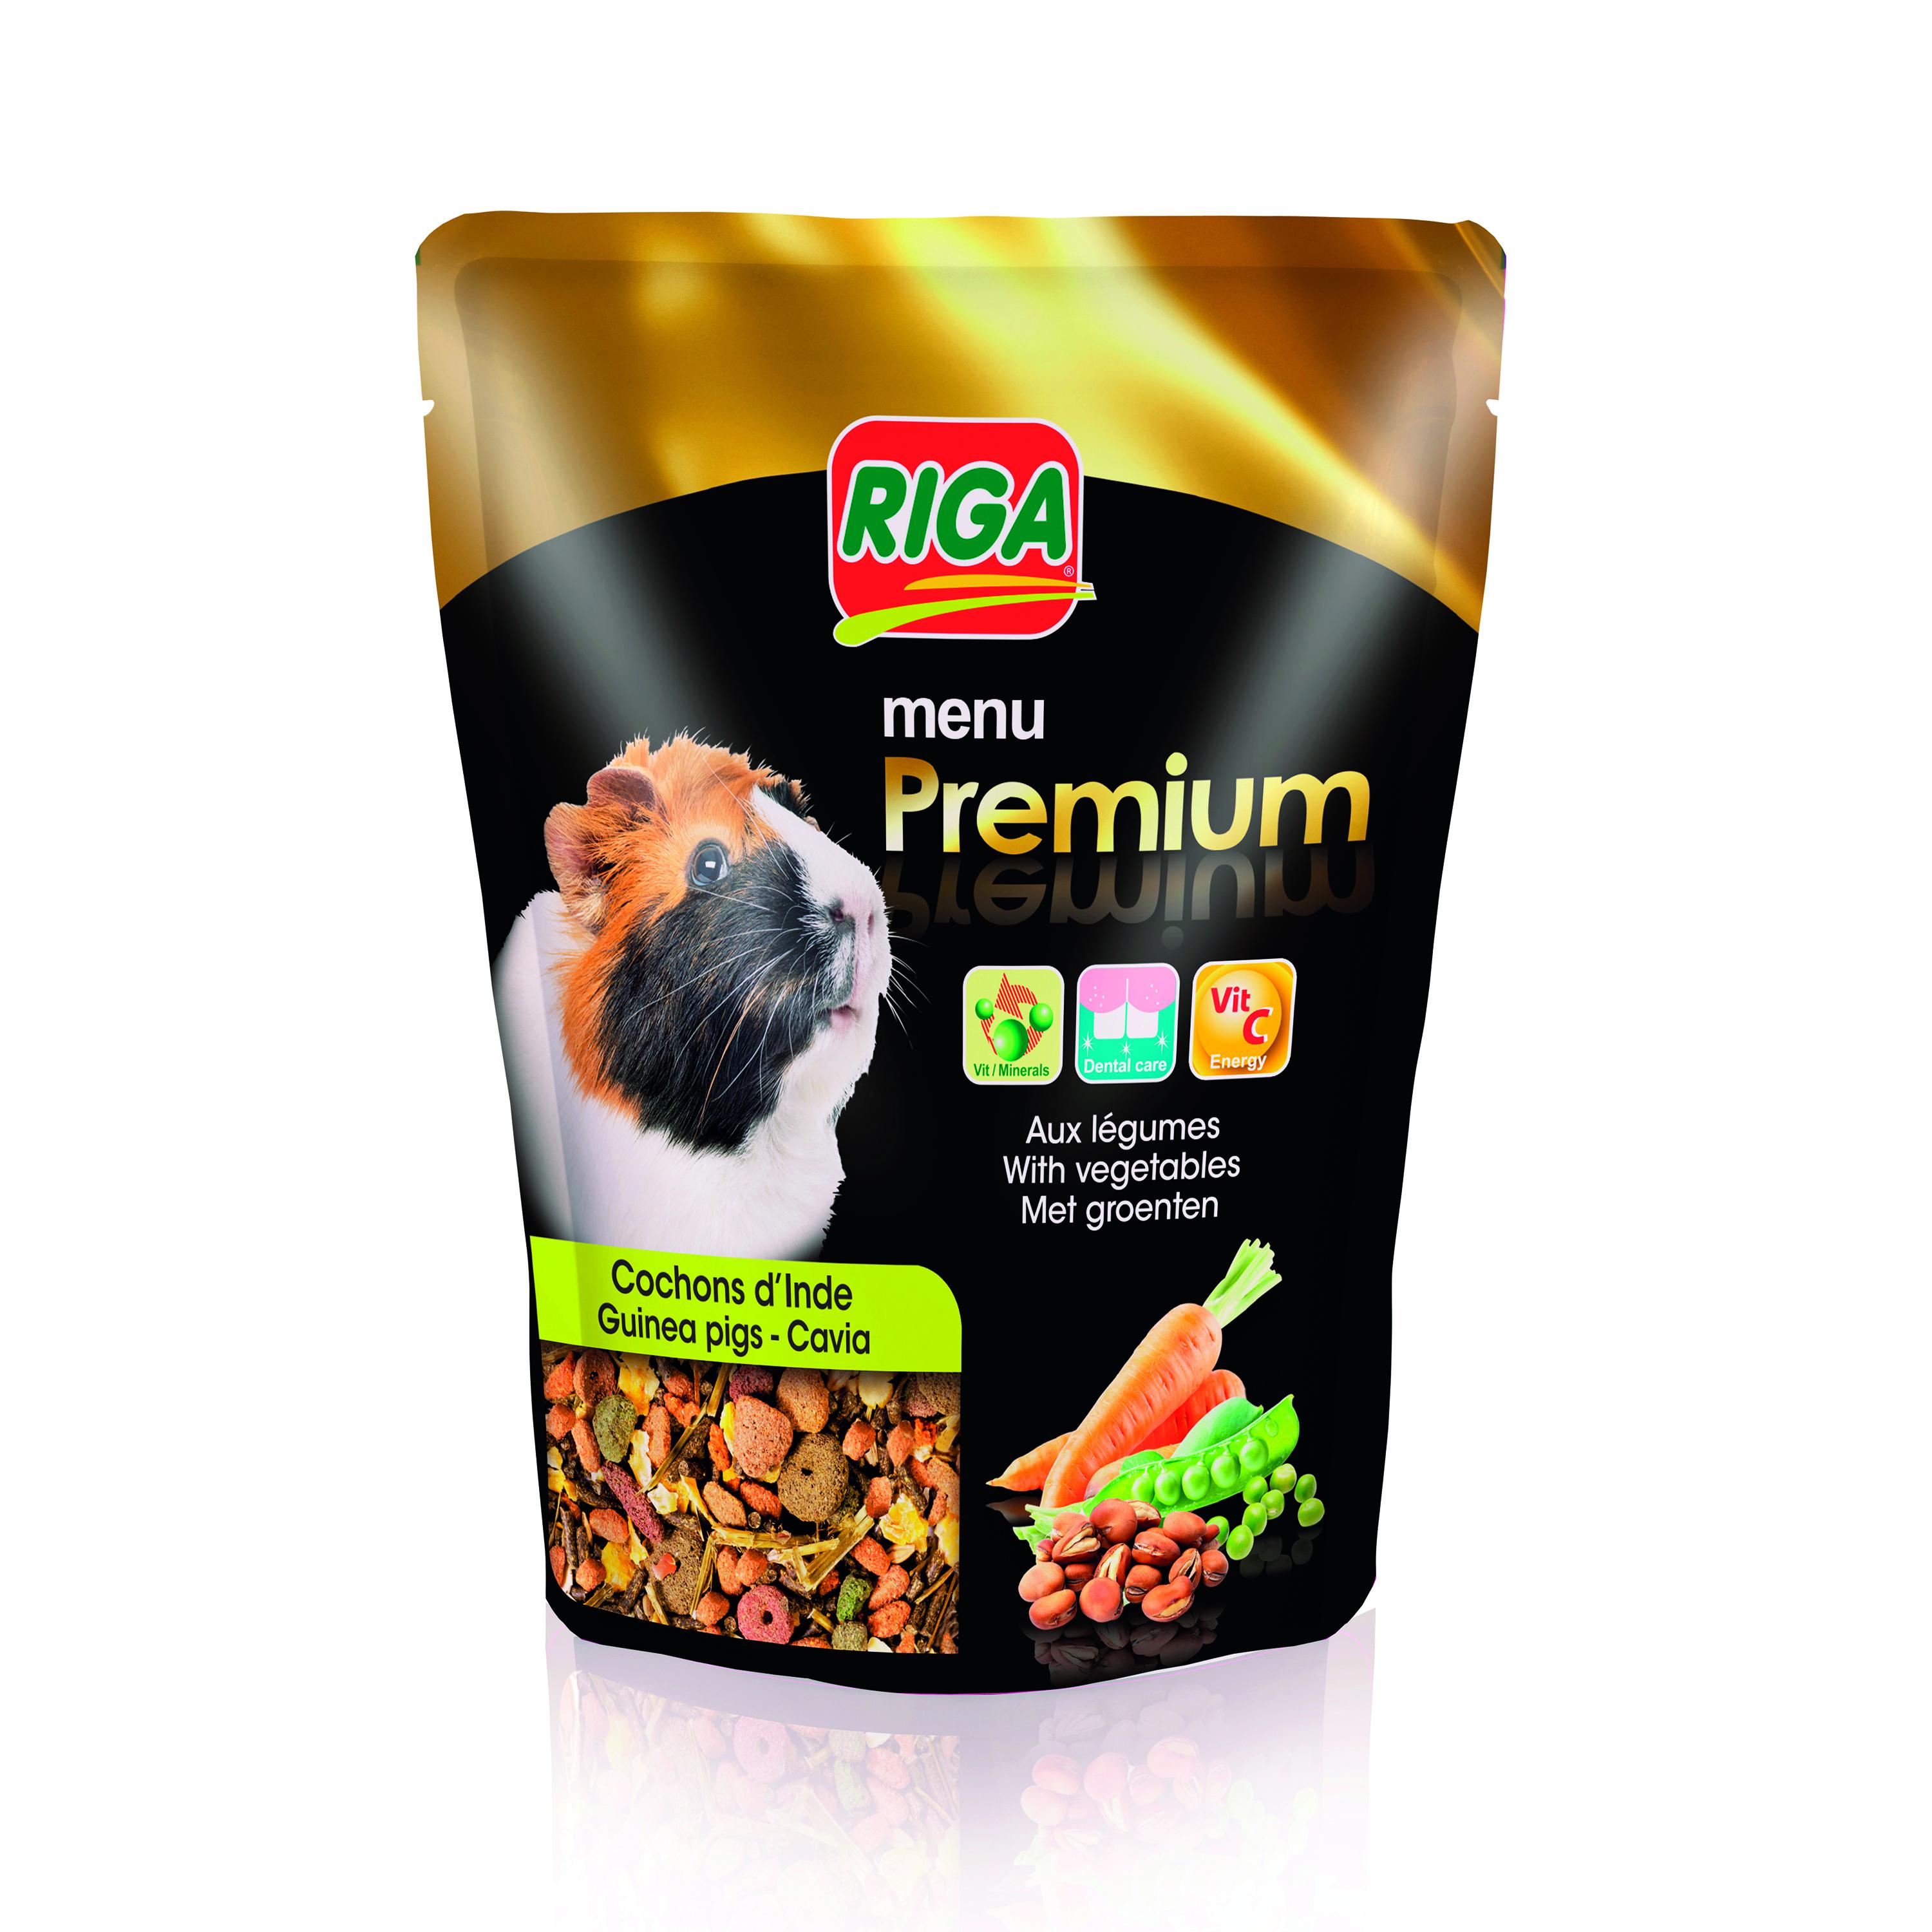 RIGA
®
menu
Premium
Vit / Minerals
Dental care
Vit
C
Energy
Aux légumes
With vegetables
Met groenten
Cochons d'Inde
Guinea pigs - Cavia